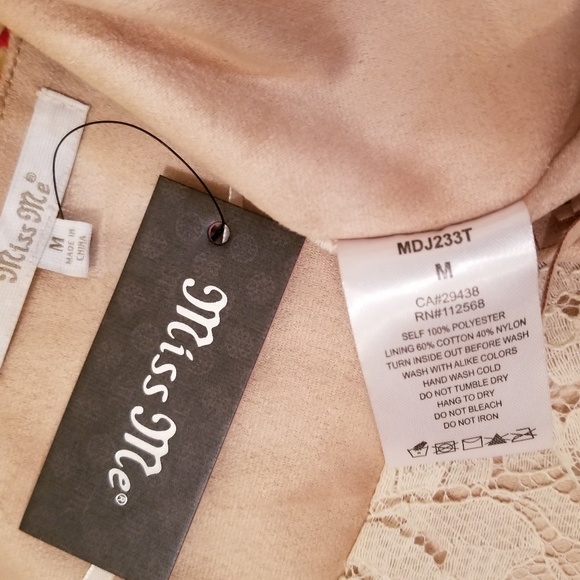 Miss Me®
M
MADE IN
CHINA
Miss Me®
MDJ233T
M
CA#29438
RN#112568
SELF 100% POLYESTER
LINING 60% COTTON 40% NYLON
TURN INSIDE OUT BEFORE WASH
WASH WITH ALIKE COLORS
HAND WASH COLD
DO NOT TUMBLE DRY
HANG TO DRY
DO NOT BLEACH
DO NOT IRON